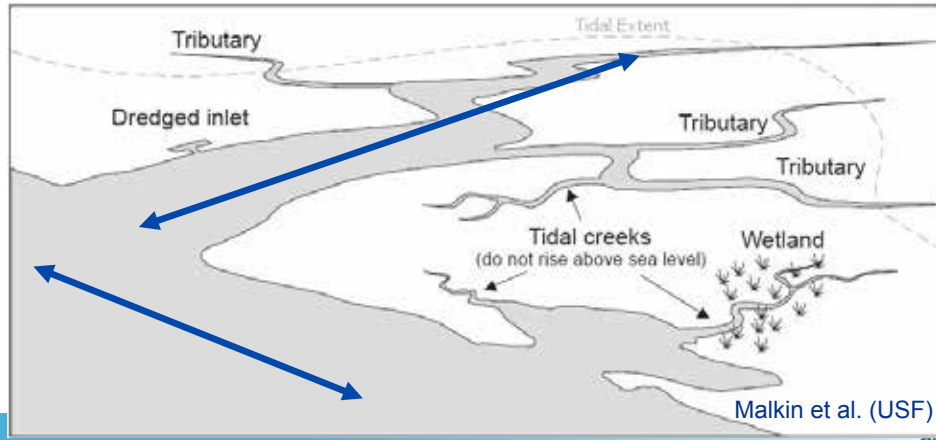 Tidal Extent
Tributary
Dredged inlet
Tributary
Tributary
Tidal creeks
(do not rise above sea level)
Wetland
Malkin et al. (USF)